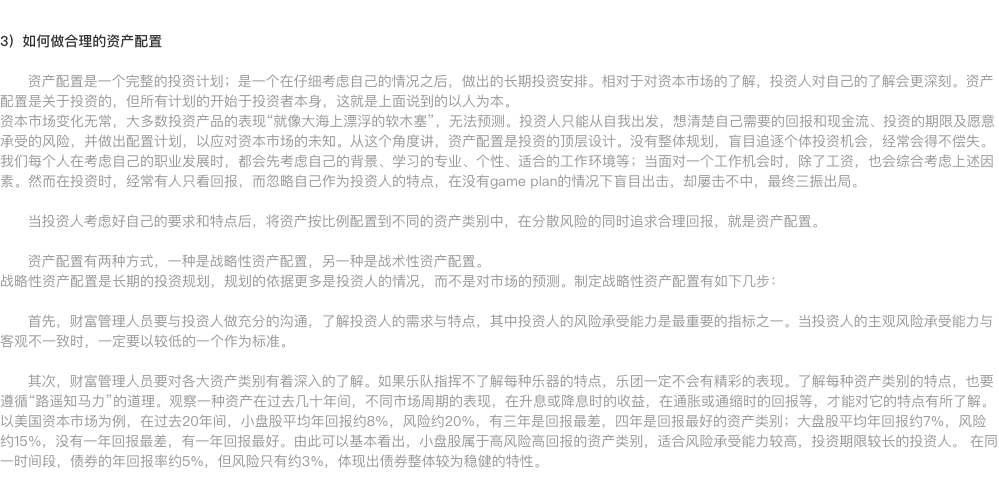 3）如何做合理的资产配置
资产配置是一个完整的投资计划；是一个在仔细考虑自己的情况之后，做出的长期投资安排。相对于对资本市场的了解，投资人对自己的了解会更深刻。资产
配置是关于投资的，但所有计划的开始于投资者本身，这就是上面说到的以人为本。
资本市场变化无常，大多数投资产品的表现“就像大海上漂浮的软木塞”，无法预测。投资人只能从自我出发，想清楚自己需要的回报和现金流、投资的期限及愿意
承受的风险，并做出配置计划，以应对资本市场的未知。从这个角度讲，资产配置是投资的顶层设计。没有整体规划，盲目追逐个体投资机会，经常会得不偿失。
我们每个人在考虑自己的职业发展时，都会先考虑自己的背景、学习的专业、个性、适合的工作环境等；当面对一个工作机会时，除了工资，也会综合考虑上述因
素。然而在投资时，经常有人只看回报，而忽略自己作为投资人的特点，在没有game plan的情况下盲目出击，却屡击不中，最终三振出局。
当投资人考虑好自己的要求和特点后，将资产按比例配置到不同的资产类别中，在分散风险的同时追求合理回报，就是资产配置。
资产配置有两种方式，一种是战略性资产配置，另一种是战术性资产配置。
战略性资产配置是长期的投资规划，规划的依据更多是投资人的情况，而不是对市场的预测。制定战略性资产配置有如下几步：
首先，财富管理人员要与投资人做充分的沟通，了解投资人的需求与特点，其中投资人的风险承受能力是最重要的指标之一。当投资人的主观风险承受能力与
客观不一致时，一定要以较低的一个作为标准。
其次，财富管理人员要对各大资产类别有着深入的了解。如果乐队指挥不了解每种乐器的特点，乐团一定不会有精彩的表现。了解每种资产类别的特点，也要
遵循“路遥知马力”的道理。观察一种资产在过去几十年间，不同市场周期的表现，在升息或降息时的收益，在通胀或通缩时的回报等，才能对它的特点有所了解。
以美国资本市场为例，在过去20年间，小盘股平均年回报约8%，风险约20%，有三年是回报最差，四年是回报最好的资产类别；大盘股平均年回报约7%，风险
约15%，没有一年回报最差，有一年回报最好。由此可以基本看出，小盘股属于高风险高回报的资产类别，适合风险承受能力较高，投资期限较长的投资人。 在同
一时间段，债券的年回报率约5%，但风险只有约3%，体现出债券整体较为稳健的特性。